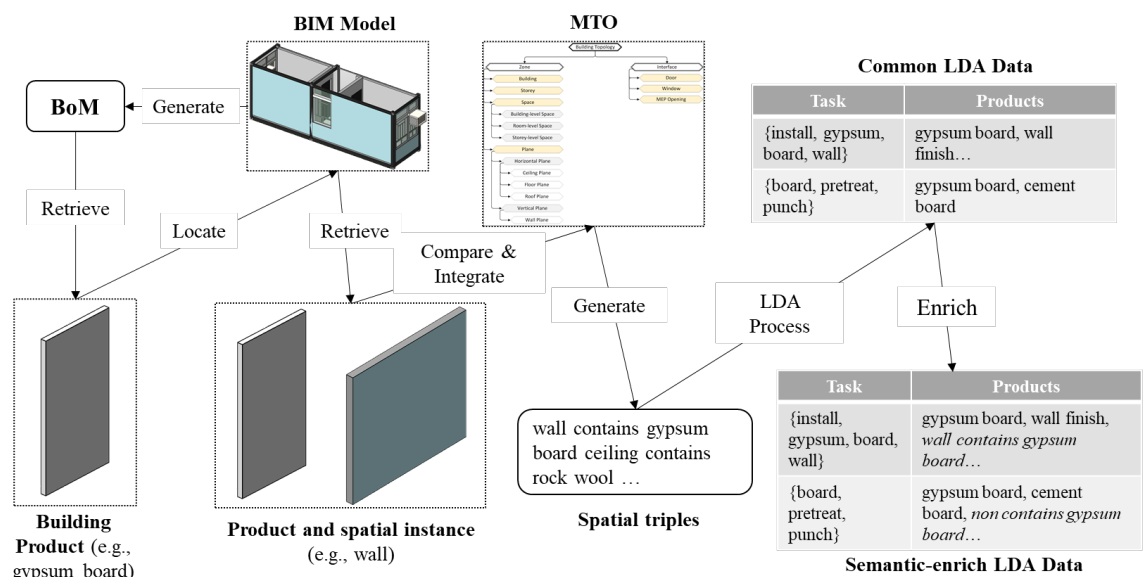 BIM Model
MTO
Building Topology
Zone
Interface
Building
Storey
Space
Building-level Space
Room-level Space
Storey-level Space
Plane
Horizontal Plane
Ceiling Plane
Floor Plane
Roof Plane
Vertical Plane
Wall Plane
Door
Window
MEP Opening
BoM
Generate
Retrieve
Locate
Retrieve
Compare &
Integrate
Generate
LDA
Process
Enrich
Common LDA Data
Task Products
{install, gypsum, gypsum board, wall
board, wall} finish…
{board, pretreat, gypsum board, cement
punch} board
Building
Product (e.g.,
gypsum board)
Product and spatial instance
(e.g., wall)
wall contains gypsum
board ceiling contains
rock wool …
Spatial triples
Task Products
{install, gypsum board, wall finish,
gypsum, board, wall contains gypsum
wall} board…
{board, gypsum board, cement
pretreat, board, non contains gypsum
punch} board…
Semantic-enrich LDA Data